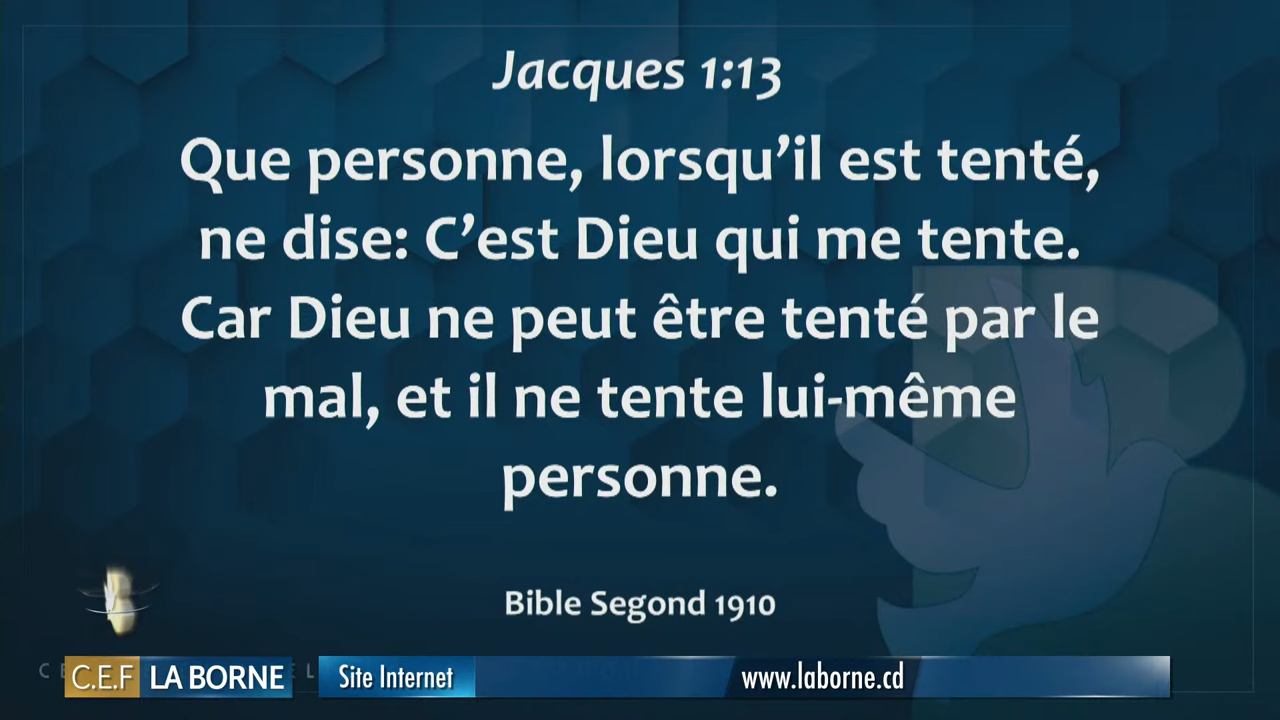 Jacques 1:13
Que personne, lorsqu’il est tenté,
ne dise: C’est Dieu qui me tente.
Car Dieu ne peut être tenté par le
mal, et il ne tente lui-même
personne.
Bible Segond 1910
C.E.F LA BORNE Site Internet www.laborne.cd